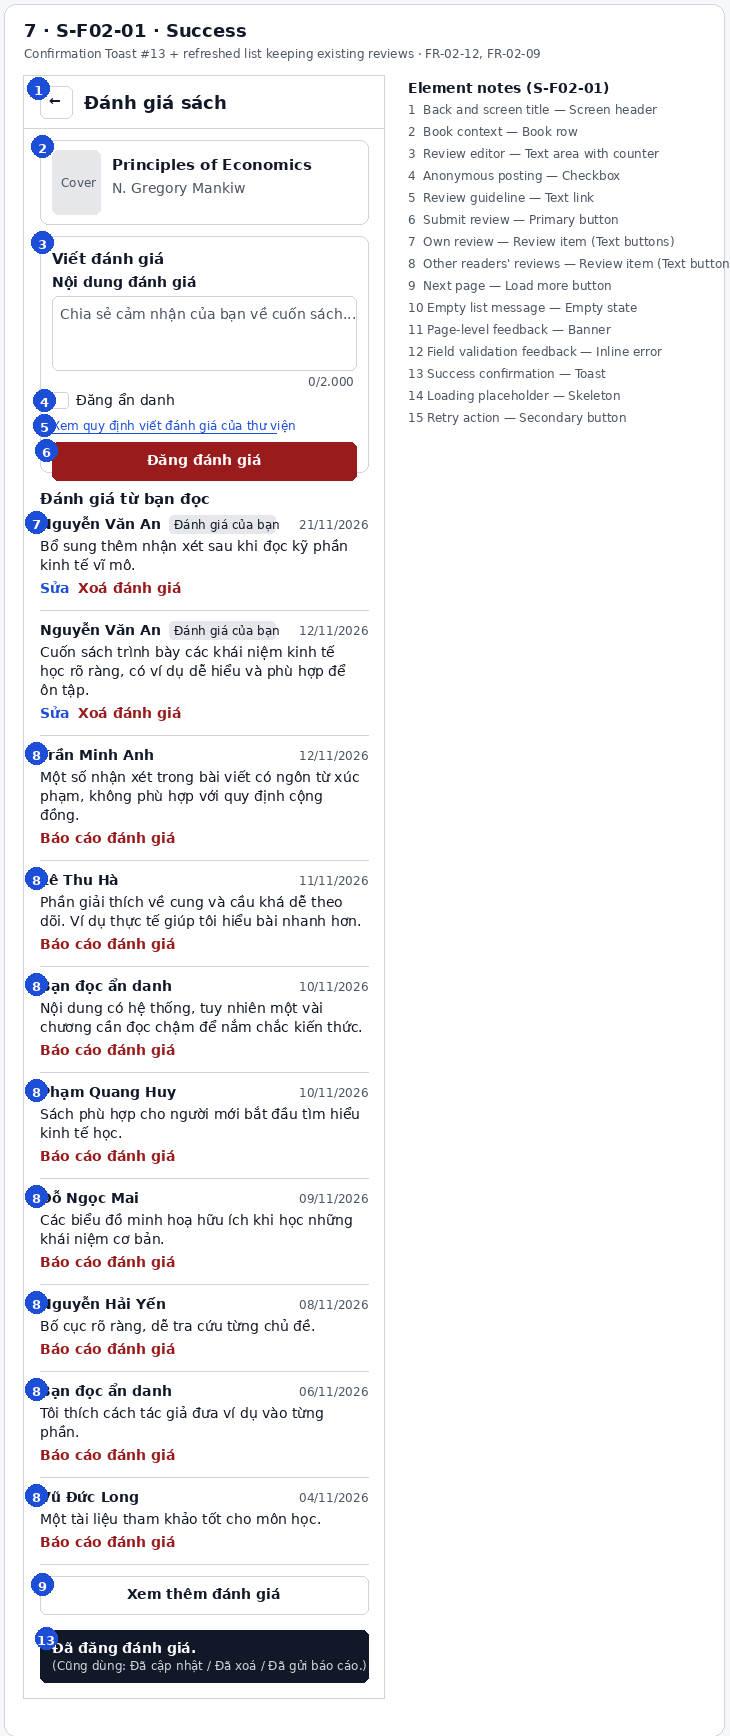 7 · S-F02-01 · Success
Confirmation Toast #13 + refreshed list keeping existing reviews · FR-02-12, FR-02-09
1
←
Đánh giá sách
2
Cover
Principles of Economics
N. Gregory Mankiw
3
Viết đánh giá
Nội dung đánh giá
Chia sẻ cảm nhận của bạn về cuốn sách...
0/2.000
4
Đăng ẩn danh
5
Xem quy định viết đánh giá của thư viện
6
Đăng đánh giá
Đánh giá từ bạn đọc
7
Nguyễn Văn An
Đánh giá của bạn
21/11/2026
Bổ sung thêm nhận xét sau khi đọc kỹ phần
kinh tế vĩ mô.
Sửa Xoá đánh giá
Nguyễn Văn An
Đánh giá của bạn
12/11/2026
Cuốn sách trình bày các khái niệm kinh tế
học rõ ràng, có ví dụ dễ hiểu và phù hợp để
ôn tập.
Sửa Xoá đánh giá
8
Trần Minh Anh
12/11/2026
Một số nhận xét trong bài viết có ngôn từ xúc
phạm, không phù hợp với quy định cộng
đồng.
Báo cáo đánh giá
8
Lê Thu Hà
11/11/2026
Phần giải thích về cung và cầu khá dễ theo
dõi. Ví dụ thực tế giúp tôi hiểu bài nhanh hơn.
Báo cáo đánh giá
8
Bạn đọc ẩn danh
10/11/2026
Nội dung có hệ thống, tuy nhiên một vài
chương cần đọc chậm để nắm chắc kiến thức.
Báo cáo đánh giá
8
Phạm Quang Huy
10/11/2026
Sách phù hợp cho người mới bắt đầu tìm hiểu
kinh tế học.
Báo cáo đánh giá
8
Đỗ Ngọc Mai
09/11/2026
Các biểu đồ minh hoạ hữu ích khi học những
khái niệm cơ bản.
Báo cáo đánh giá
8
Nguyễn Hải Yến
08/11/2026
Bố cục rõ ràng, dễ tra cứu từng chủ đề.
Báo cáo đánh giá
8
Bạn đọc ẩn danh
06/11/2026
Tôi thích cách tác giả đưa ví dụ vào từng
phần.
Báo cáo đánh giá
8
Vũ Đức Long
04/11/2026
Một tài liệu tham khảo tốt cho môn học.
Báo cáo đánh giá
9
Xem thêm đánh giá
13
Đã đăng đánh giá.
(Cũng dùng: Đã cập nhật / Đã xoá / Đã gửi báo cáo.)
Element notes (S-F02-01)
1 Back and screen title — Screen header
2 Book context — Book row
3 Review editor — Text area with counter
4 Anonymous posting — Checkbox
5 Review guideline — Text link
6 Submit review — Primary button
7 Own review — Review item (Text buttons)
8 Other readers' reviews — Review item (Text button
9 Next page — Load more button
10 Empty list message — Empty state
11 Page-level feedback — Banner
12 Field validation feedback — Inline error
13 Success confirmation — Toast
14 Loading placeholder — Skeleton
15 Retry action — Secondary button